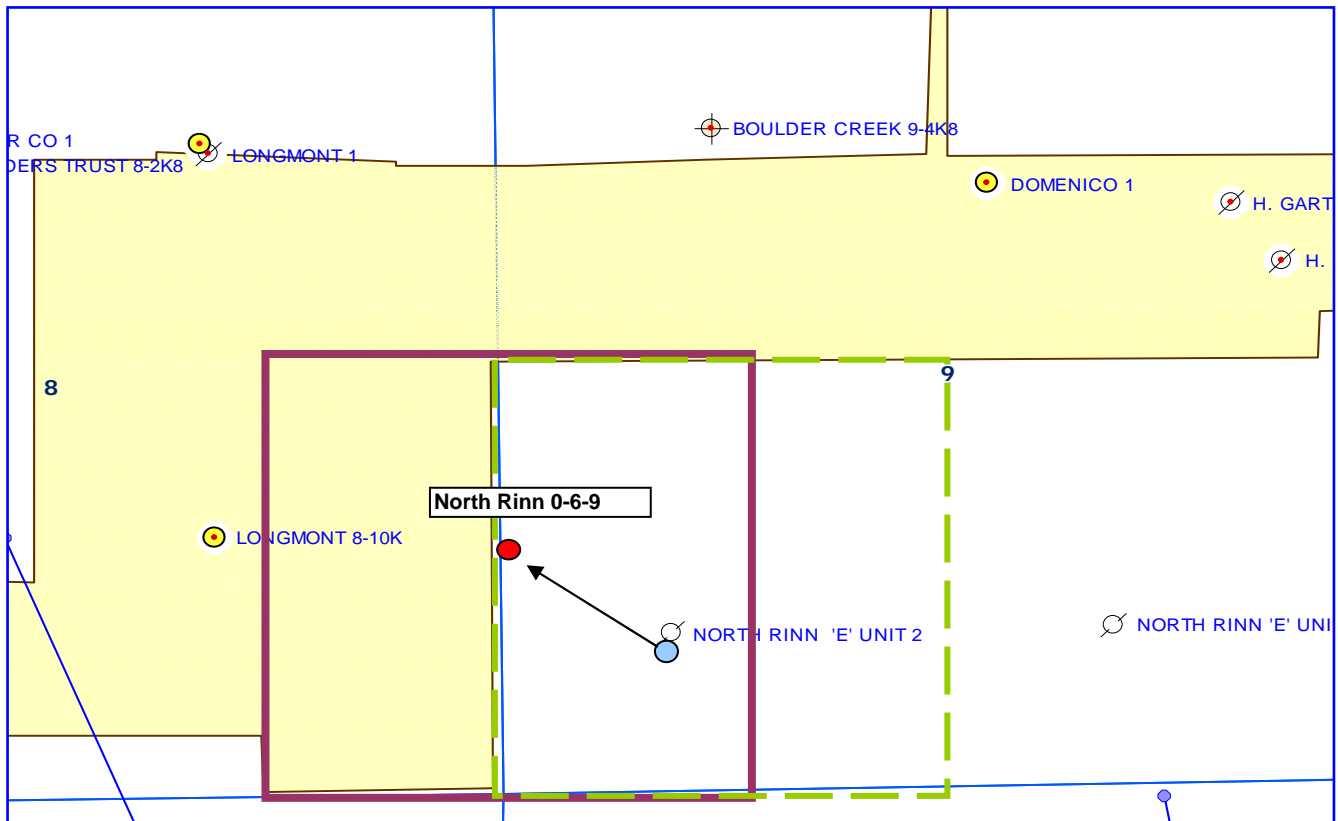 BOULDER CREEK 9-4K8
R CO 1
LONGMONT 1
DERS TRUST 8-2K8
DOMENICO 1
H. GART
H.
9
8
North Rinn 0-6-9
LONGMONT 8-10K
NORTH RINN 'E' UNIT 2
NORTH RINN 'E' UNI